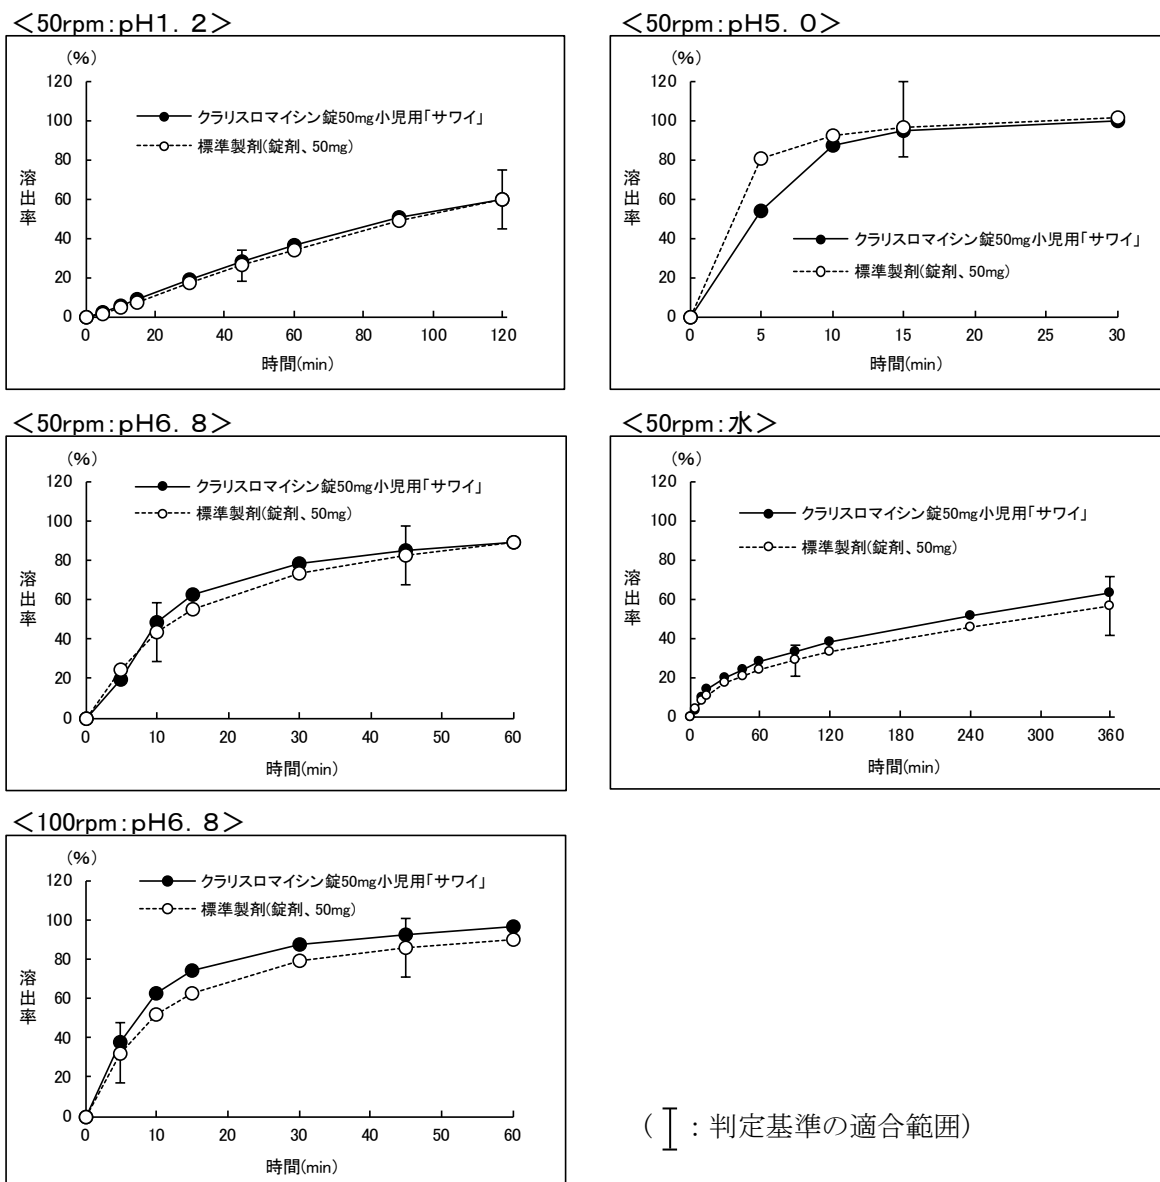 ＜50rpm：pH1．2＞
(%)
120
100
80
60
40
20
0
溶出率
クラリスロマイシン錠50mg小児用「サワイ」
標準製剤(錠剤、50mg)
0 20 40 60 80 100 120
時間(min)
＜50rpm：pH5．0＞
(%)
120
100
80
60
40
20
0
溶出率
クラリスロマイシン錠50mg小児用「サワイ」
標準製剤(錠剤、50mg)
0 5 10 15 20 25 30
時間(min)
＜50rpm：pH6．8＞
(%)
120
100
80
60
40
20
0
溶出率
クラリスロマイシン錠50mg小児用「サワイ」
標準製剤(錠剤、50mg)
0 10 20 30 40 50 60
時間(min)
＜50rpm：水＞
(%)
120
100
80
60
40
20
0
溶出率
クラリスロマイシン錠50mg小児用「サワイ」
標準製剤(錠剤、50mg)
0 60 120 180 240 300 360
時間(min)
＜100rpm：pH6．8＞
(%)
120
100
80
60
40
20
0
溶出率
クラリスロマイシン錠50mg小児用「サワイ」
標準製剤(錠剤、50mg)
0 10 20 30 40 50 60
時間(min)
( ：判定基準の適合範囲)